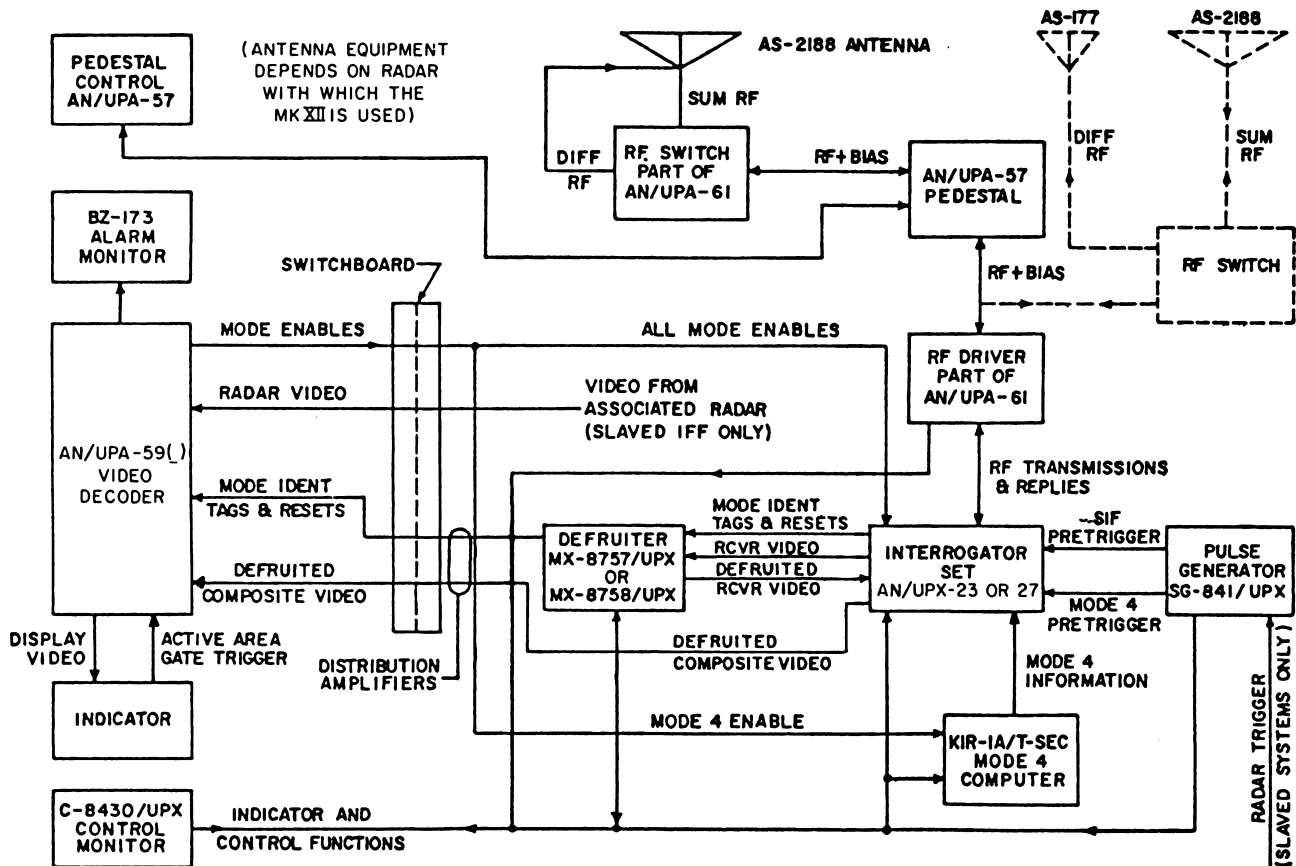 PEDESTAL
CONTROL
AN/UPA-57
(ANTENNA EQUIPMENT
DEPENDS ON RADAR
WITH WHICH THE
MK XII IS USED)
AS-2188 ANTENNA
AS-177
AS-2188
SUM RF
DIFF
RF
RF SWITCH
PART OF
AN/UPA-61
RF+BIAS
AN/UPA-57
PEDESTAL
DIFF
RF
SUM
RF
RF SWITCH
BZ-173
ALARM
MONITOR
SWITCHBOARD
RF+BIAS
MODE ENABLES
ALL MODE ENABLES
RF DRIVER
PART OF
AN/UPA-61
RADAR VIDEO
VIDEO FROM
ASSOCIATED RADAR
(SLAVED IFF ONLY)
AN/UPA-59(_)
VIDEO
DECODER
MODE IDENT
TAGS & RESETS
RF TRANSMISSIONS
& REPLIES
DEFRUITED
COMPOSITE VIDEO
DEFRUITER
MX-8757/UPX
OR
MX-8758/UPX
MODE IDENT
TAGS & RESETS
RCVR VIDEO
DEFRUITED
RCVR VIDEO
INTERROGATOR
SET
AN/UPX-23 OR 27
SIF
PRETRIGGER
MODE 4
PRETRIGGER
PULSE
GENERATOR
SG-841/UPX
DISPLAY
VIDEO
ACTIVE AREA
GATE TRIGGER
DISTRIBUTION
AMPLIFIERS
DEFRUITED
COMPOSITE VIDEO
MODE 4
INFORMATION
INDICATOR
MODE 4 ENABLE
KIR-1A/T-SEC
MODE 4
COMPUTER
RADAR TRIGGER
(SLAVED SYSTEMS ONLY)
C-8430/UPX
CONTROL
MONITOR
INDICATOR AND
CONTROL FUNCTIONS